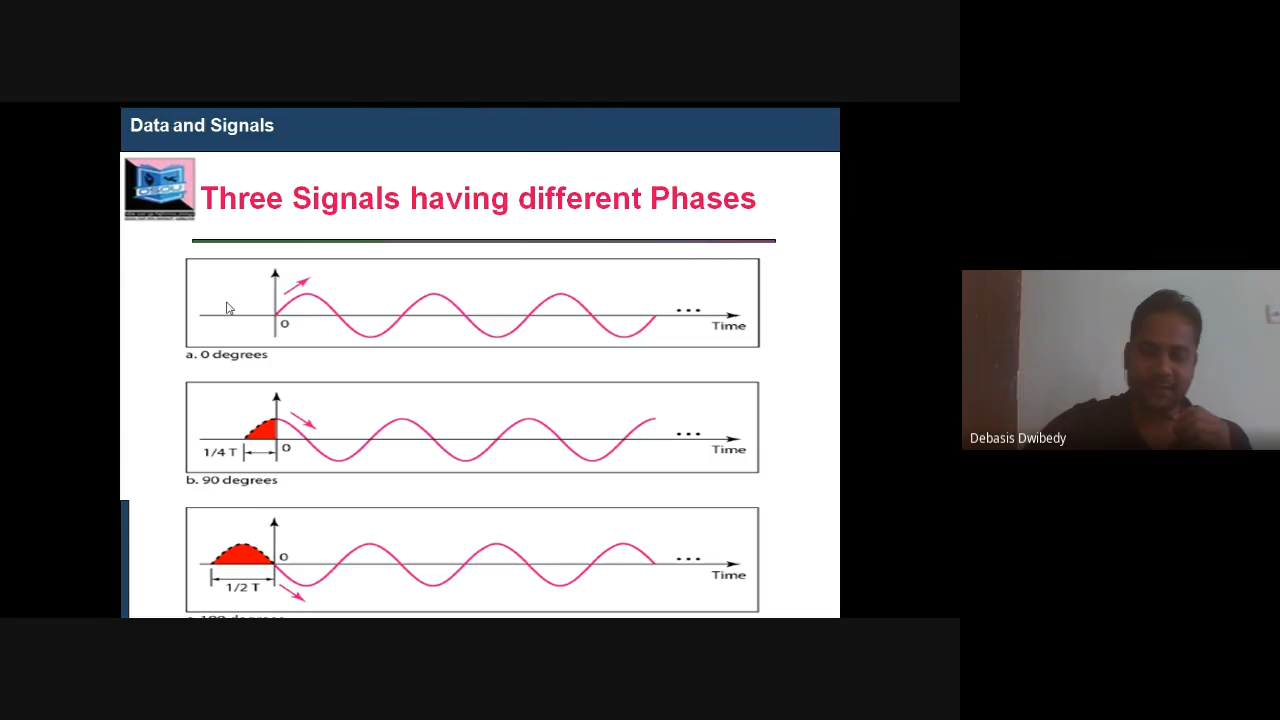 Data and Signals
OSOU
Three Signals having different Phases
0
Time
a. 0 degrees
1/4 T
0
Time
b. 90 degrees
0
Time
1/2 T
Debasis Dwibedy